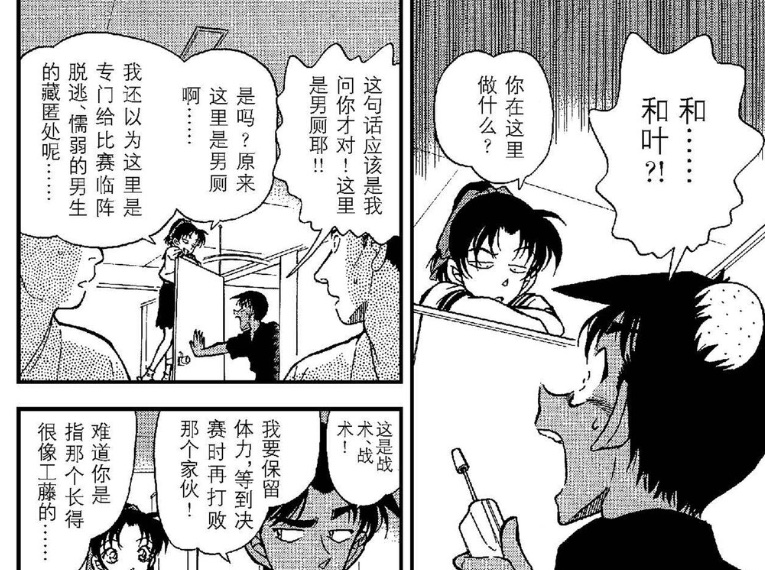 和……
和叶?!
你在这里
做什么?
这句话应该是我
问你才对!这里
是男厕耶!!
是吗?原来
这里是男厕
啊……
我还以为这里是
专门给比赛临阵
脱逃、懦弱的男生
的藏匿处呢……
这是战
术、战
术!
我要保留
体力,等到决
赛时再打败
那个家伙!
难道你是
指那个长得
很像工藤的……